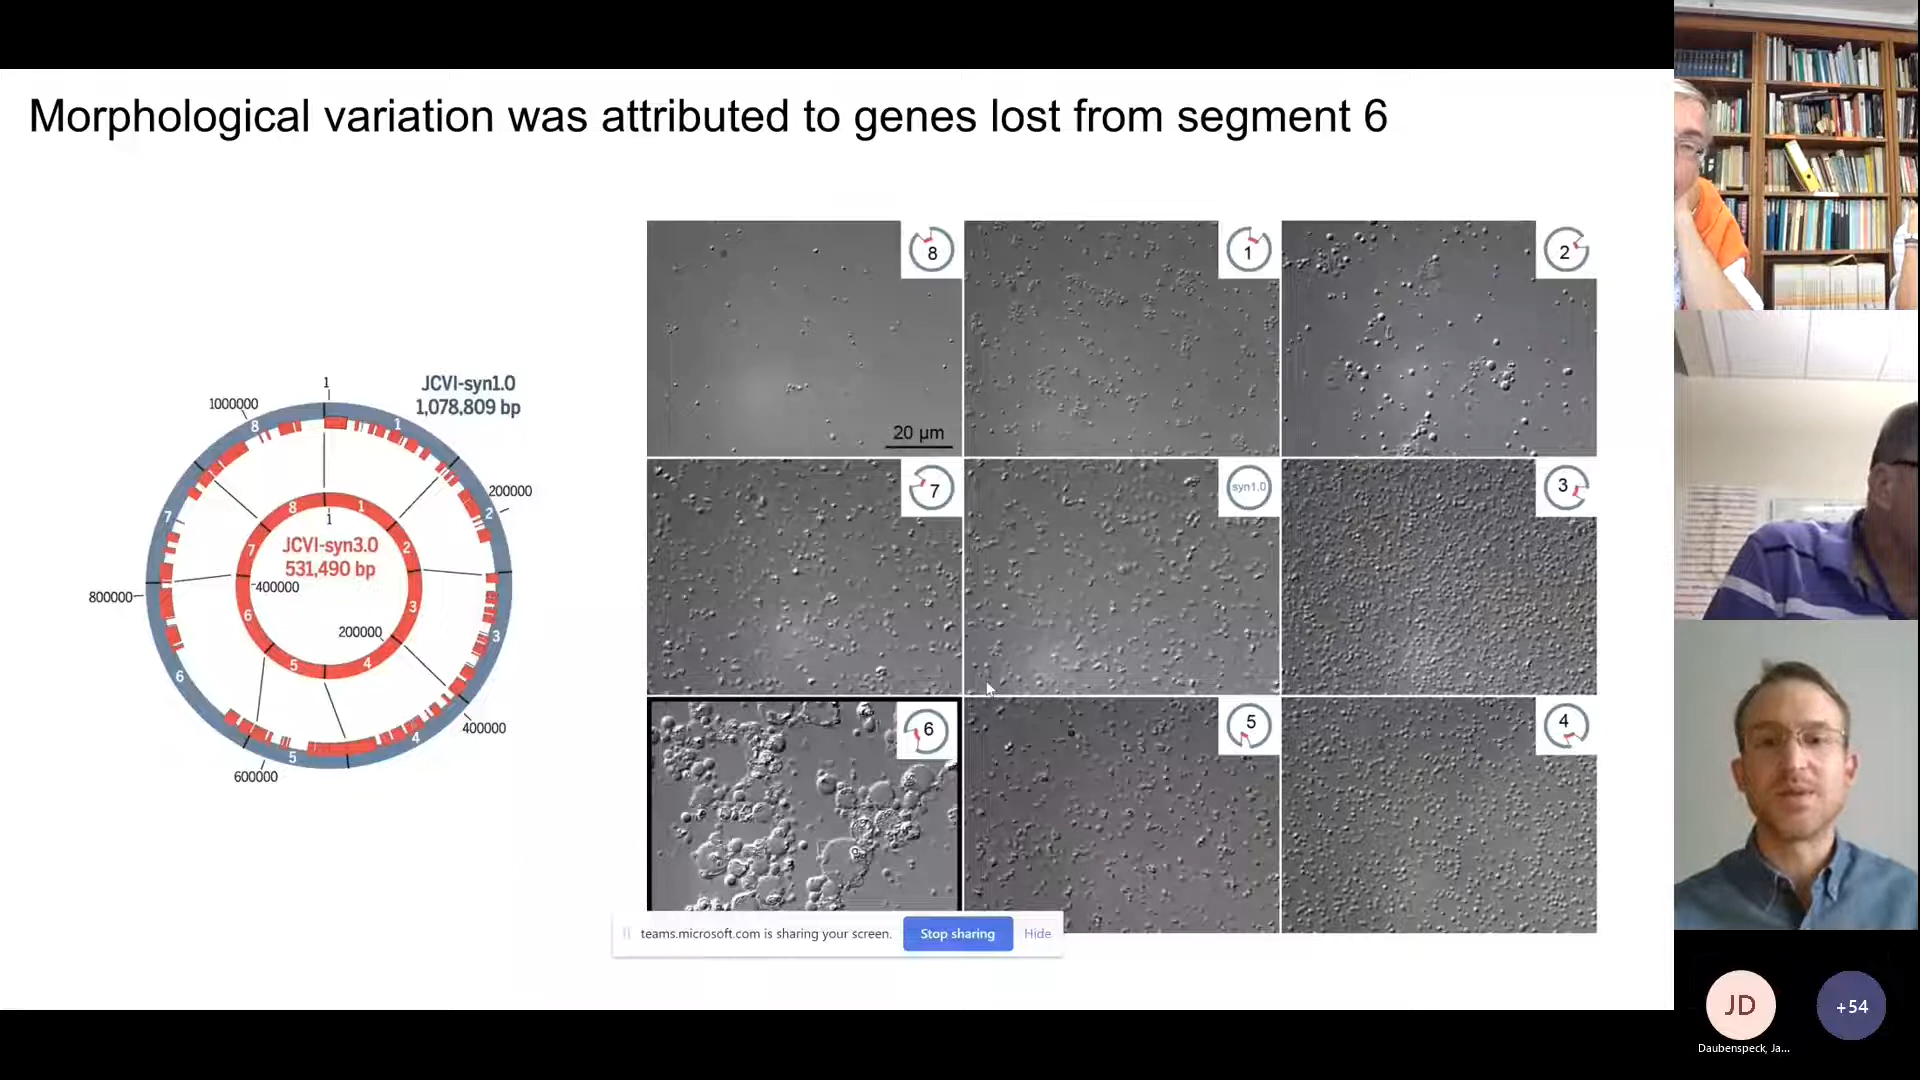 Morphological variation was attributed to genes lost from segment 6
JCVI-syn1.0
1,078,809 bp
1
1000000
8
1
200000
2
7
8
1
1
JCVI-syn3.0
531,490 bp
7
2
400000
800000
6
3
200000
3
6
5
4
400000
4
5
600000
8
1
2
20 µm
7
syn1.0
3
6
5
4
teams.microsoft.com is sharing your screen.
Stop sharing
Hide
JD
+54
Daubenspeck, Ja...